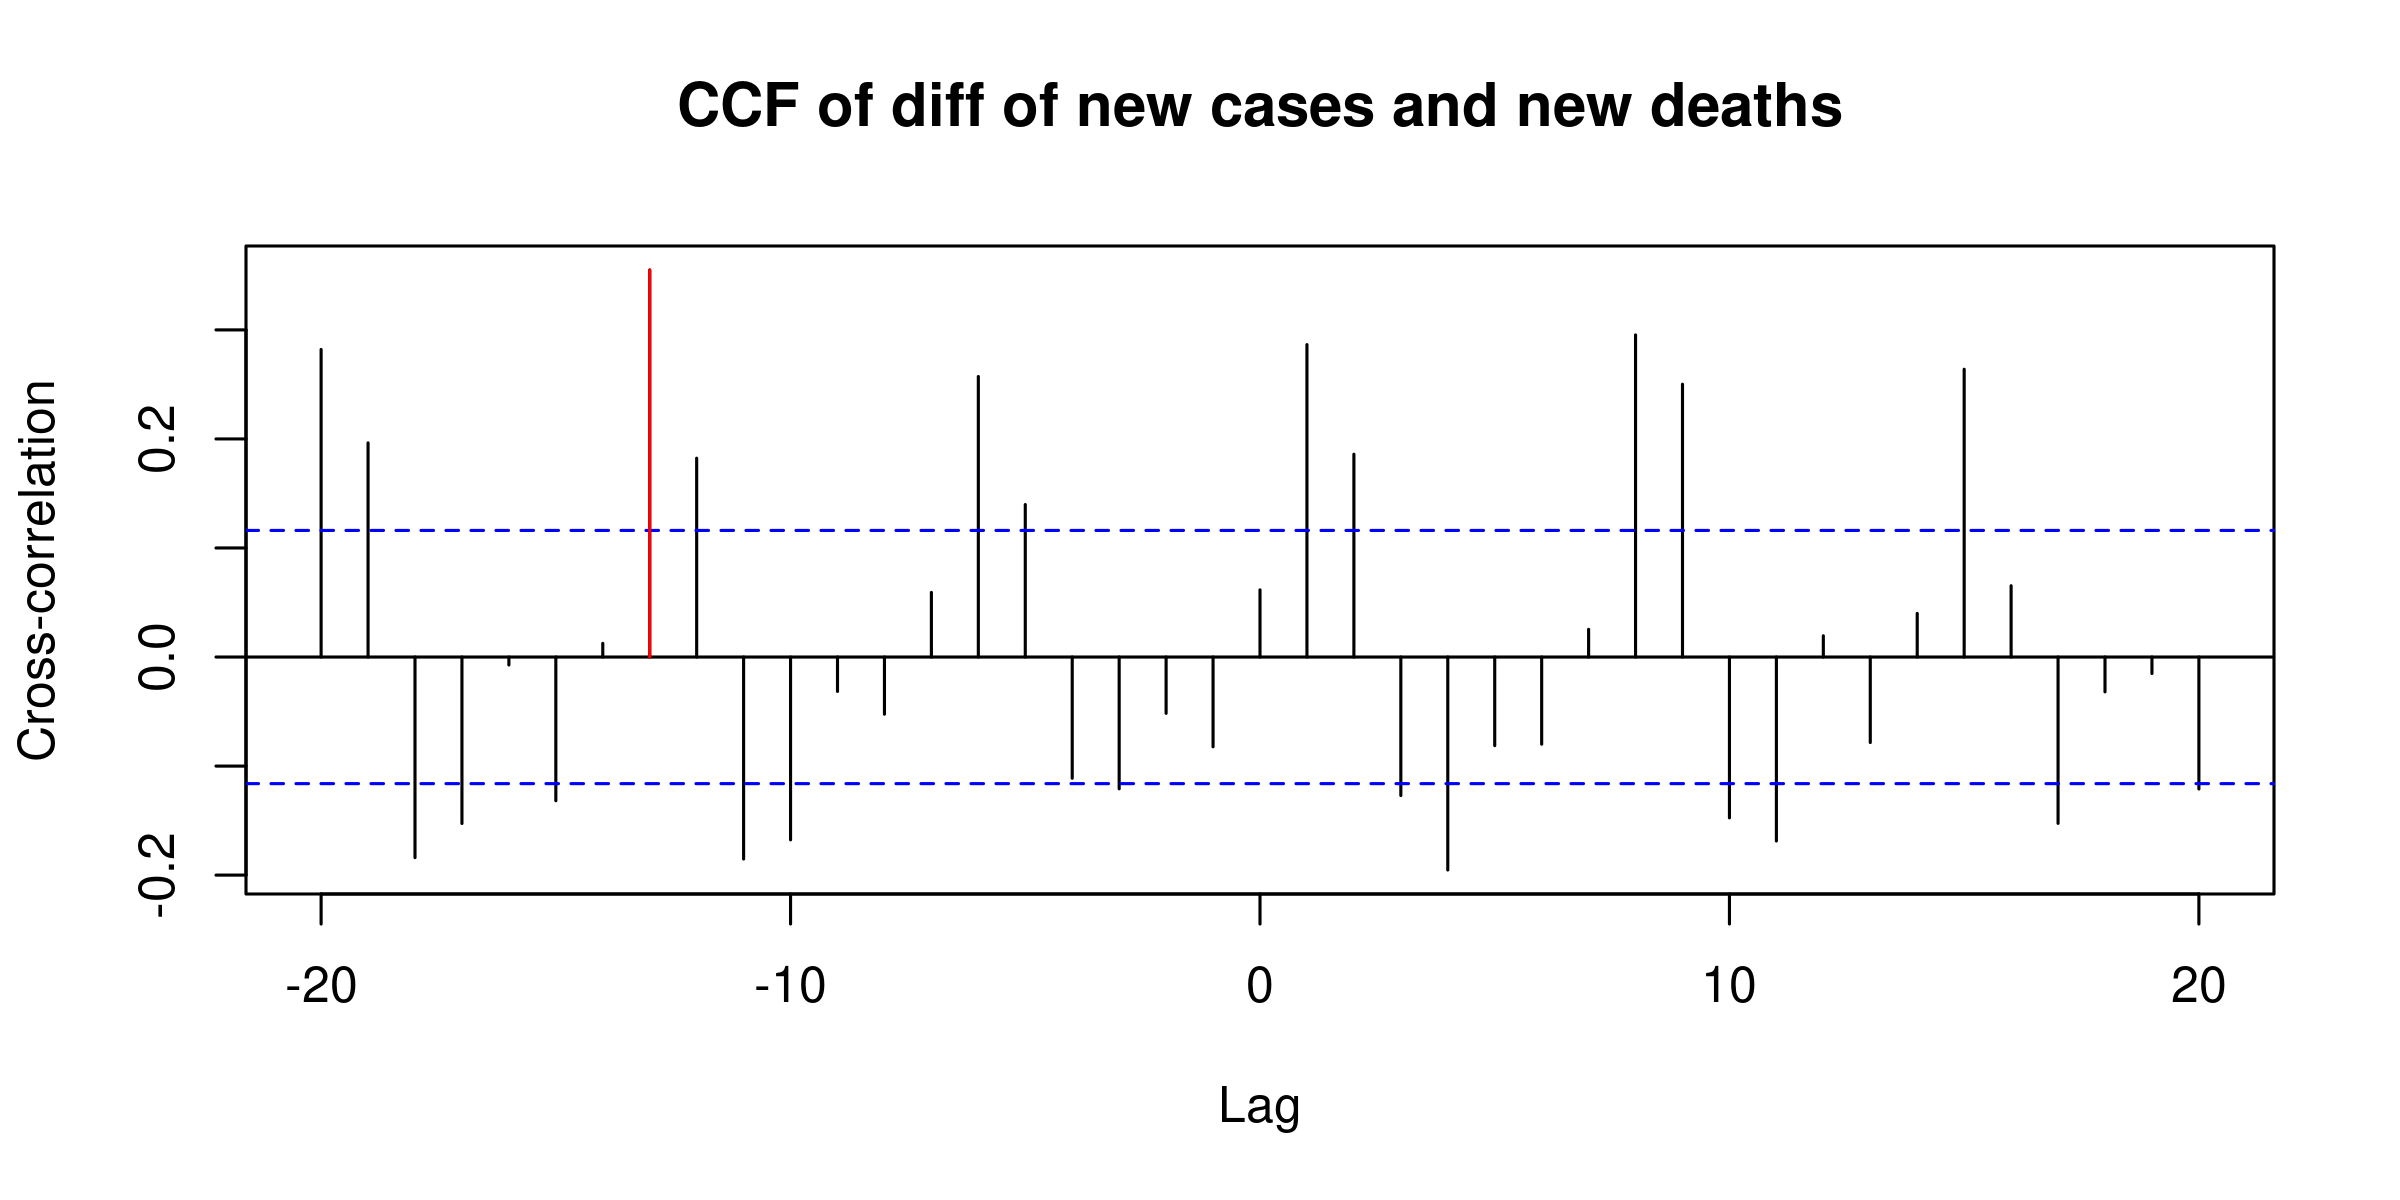 CCF of diff of new cases and new deaths
Cross-correlation
0.2
0.0
-0.2
-20 -10 0 10 20
Lag